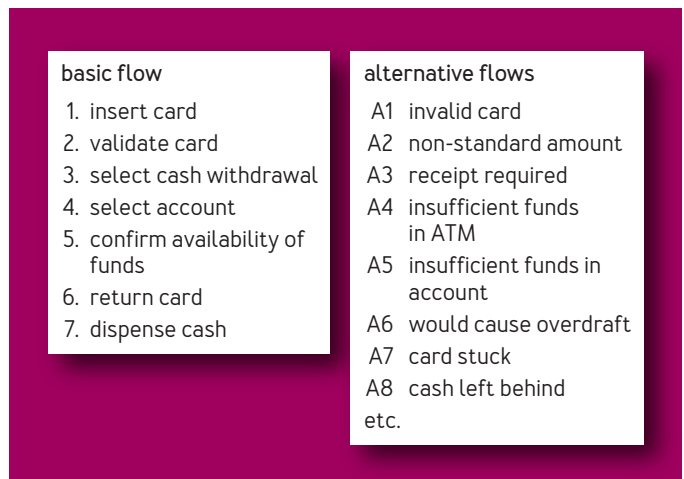 basic flow
1. insert card
2. validate card
3. select cash withdrawal
4. select account
5. confirm availability of
funds
6. return card
7. dispense cash
alternative flows
A1 invalid card
A2 non-standard amount
A3 receipt required
A4 insufficient funds
in ATM
A5 insufficient funds in
account
A6 would cause overdraft
A7 card stuck
A8 cash left behind
etc.